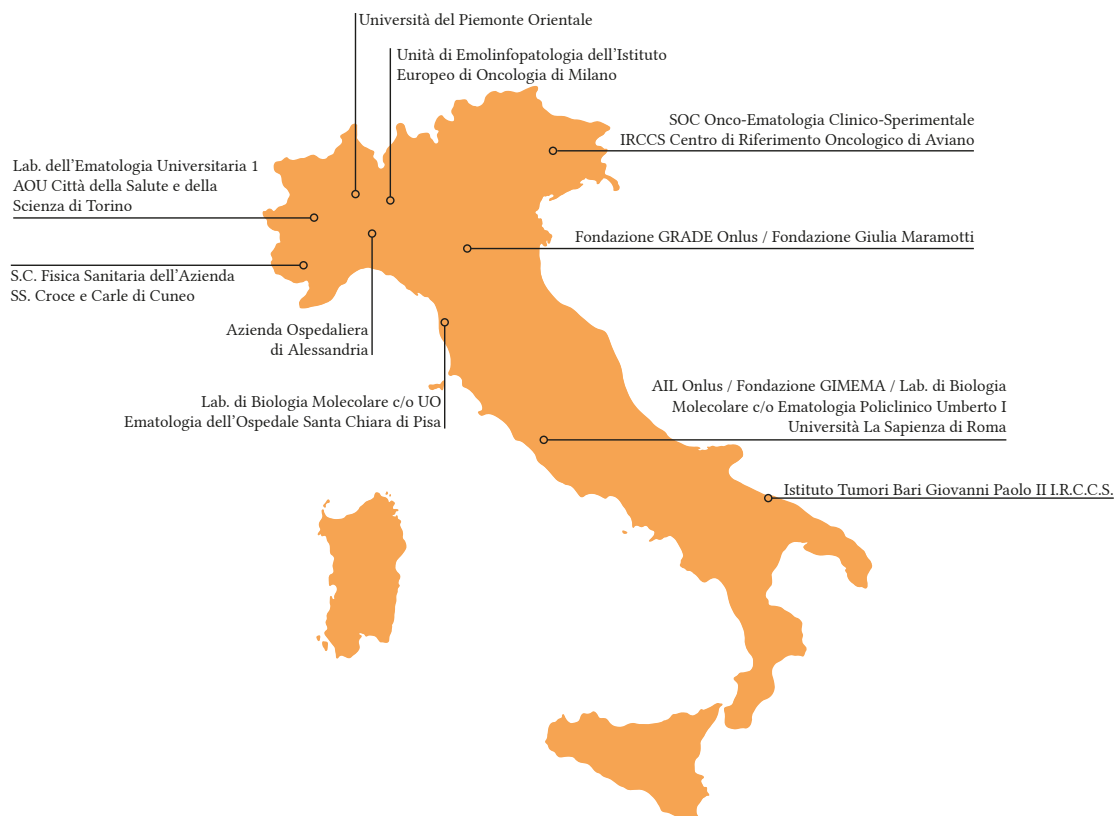 Università del Piemonte Orientale
Unità di Emolinfopatologia dell'Istituto
Europeo di Oncologia di Milano
SOC Onco-Ematologia Clinico-Sperimentale
IRCCS Centro di Riferimento Oncologico di Aviano
Lab. dell'Ematologia Universitaria 1
AOU Città della Salute e della
Scienza di Torino
Fondazione GRADE Onlus / Fondazione Giulia Maramotti
S.C. Fisica Sanitaria dell'Azienda
SS. Croce e Carle di Cuneo
Azienda Ospedaliera
di Alessandria
Lab. di Biologia Molecolare c/o UO
Ematologia dell'Ospedale Santa Chiara di Pisa
AIL Onlus / Fondazione GIMEMA / Lab. di Biologia
Molecolare c/o Ematologia Policlinico Umberto I
Università La Sapienza di Roma
Istituto Tumori Bari Giovanni Paolo II I.R.C.C.S.